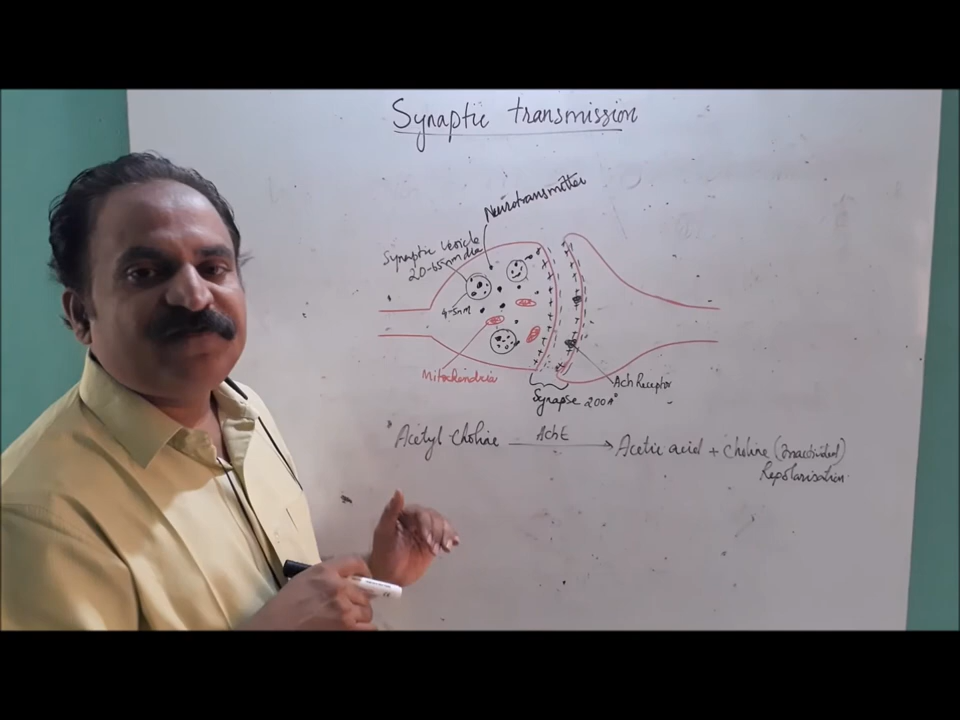 Synaptic transmission
Neurotransmitter
Synaptic vesicle
20-65nm dia
4-5nM
Mitochondria
Ach Receptor
Synapse 200A°
Acetyl choline AchE Acetic acid + choline (Inactivated)
Repolarisation